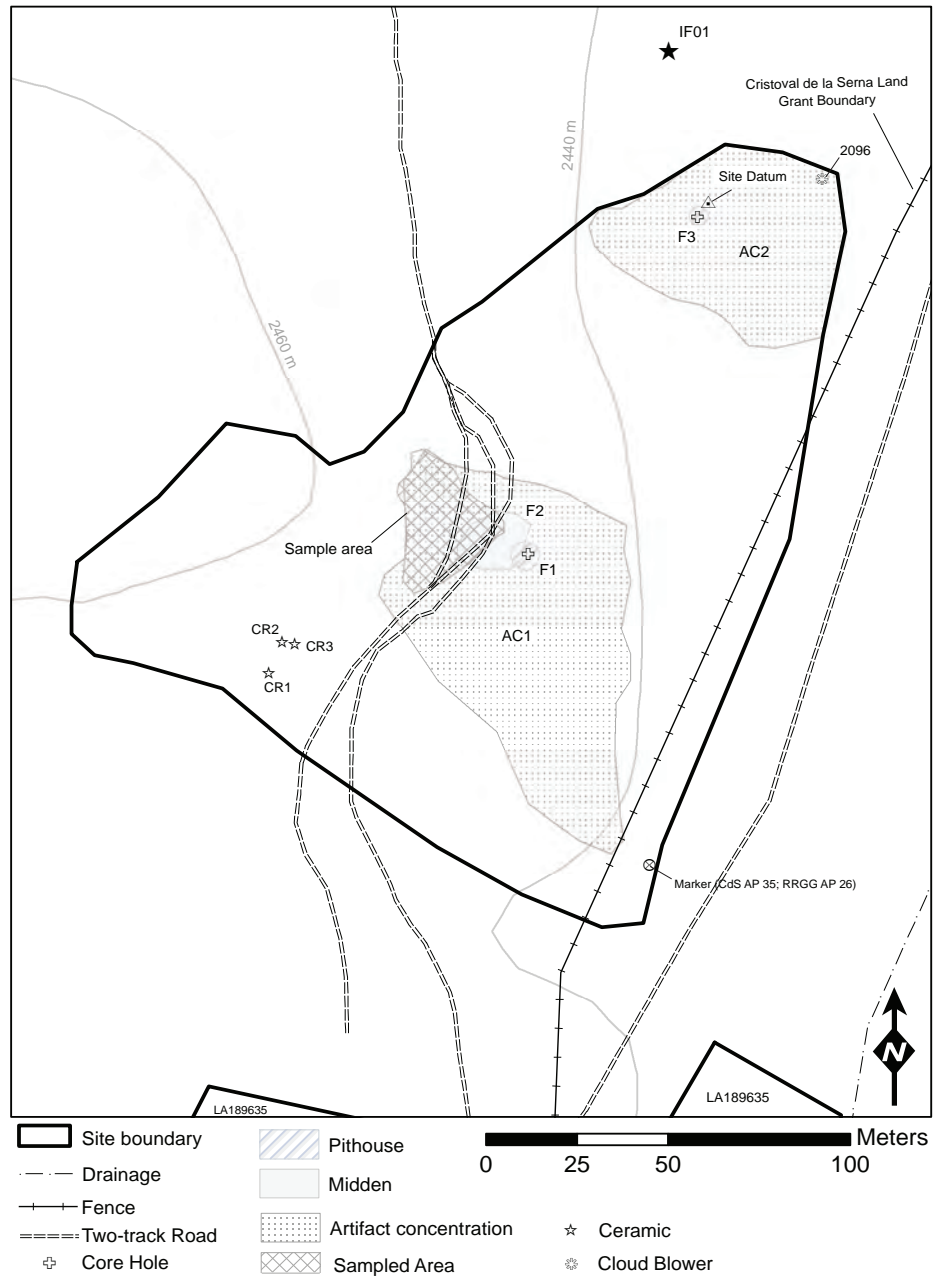 IF01
Cristoval de la Serna Land
Grant Boundary
2440 m
2096
Site Datum
F3
AC2
2460 m
F2
Sample area
F1
AC1
CR2
CR3
CR1
Marker (CdS AP 35; RRGG AP 26)
N
LA189635
LA189635
Site boundary
Drainage
Fence
Two-track Road
Core Hole
Pithouse
Midden
Artifact concentration
Sampled Area
Meters
0 25 50 100
Ceramic
Cloud Blower